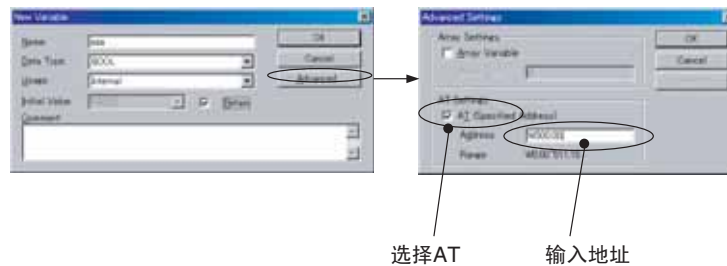 New Variable
Name
OK
Data Type
BOOL
Cancel
Usage
Internal
Advanced
Initial Value
Retain
Comment
Advanced Settings
Array Settings
Array Variable
OK
Cancel
AT Settings
AT (Specified Address)
Address
Range
选择AT
输入地址